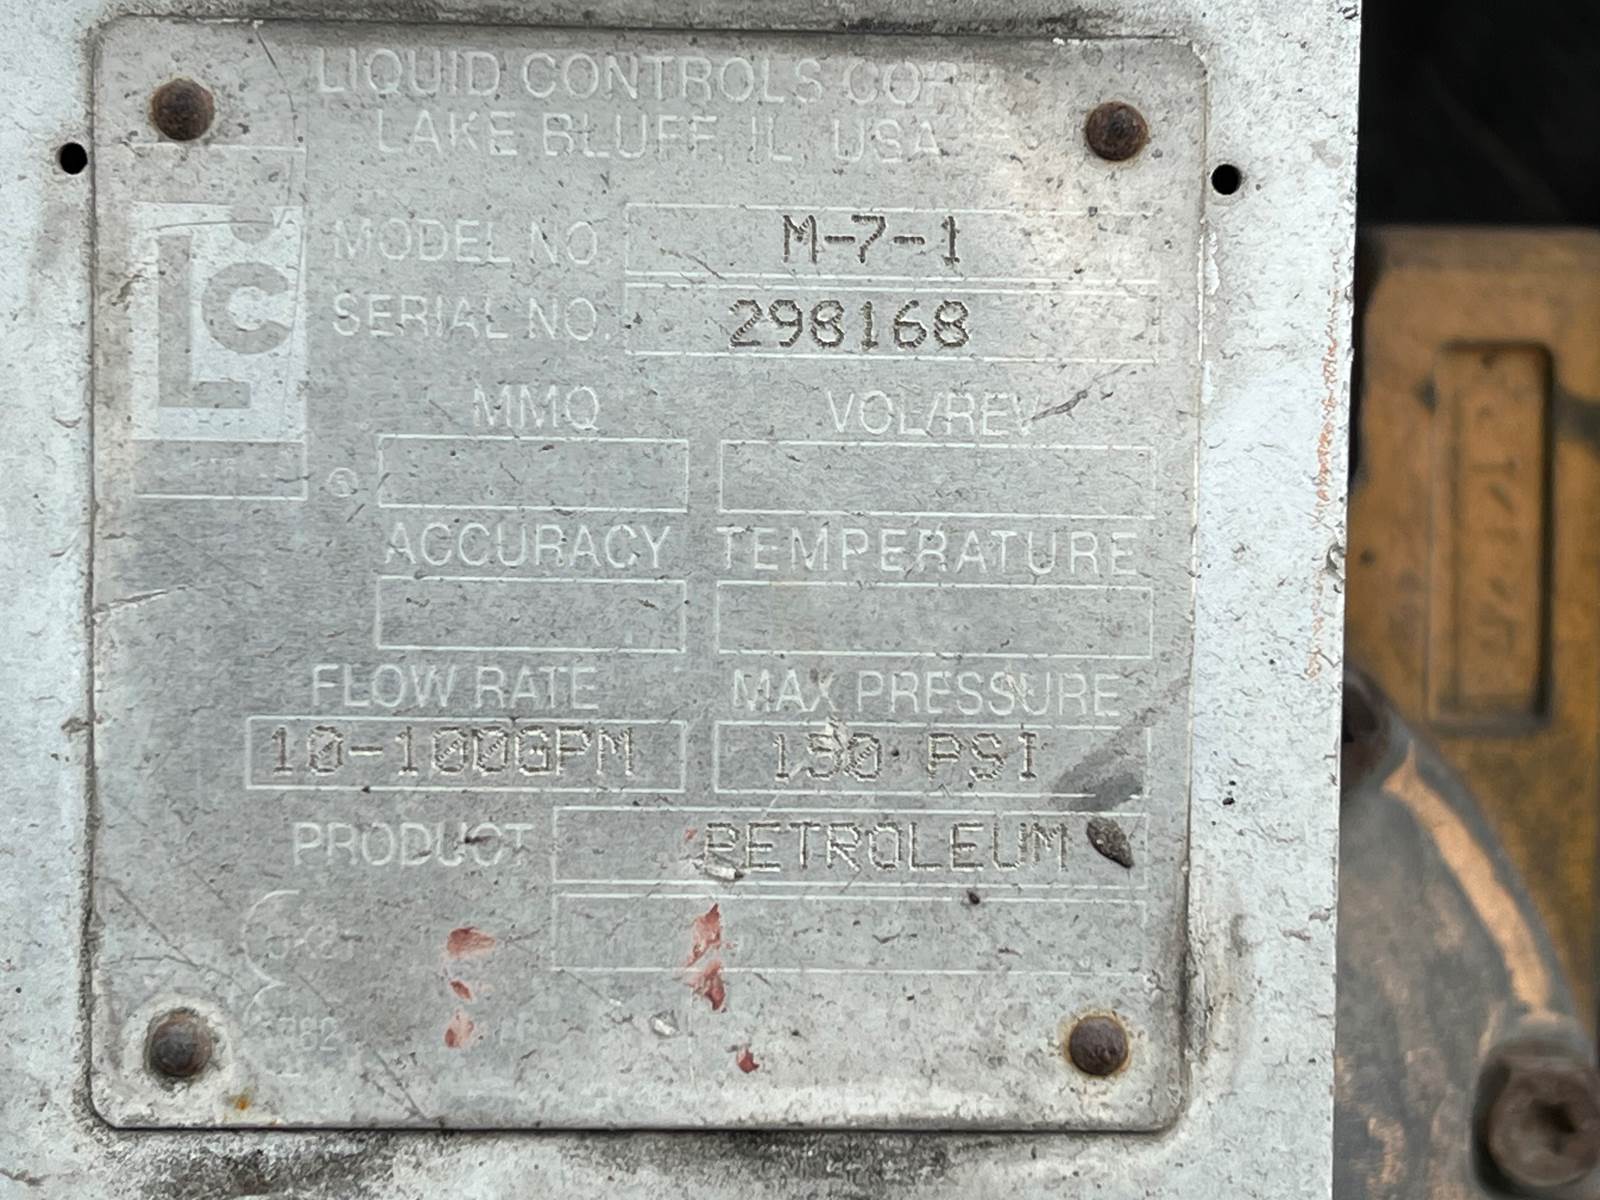 LIQUID CONTROLS CORP
LAKE BLUFF, IL, USA
LC
MODEL NO. M-7-1
SERIAL NO. 298168
MMQ VOL/REV
®
ACCURACY TEMPERATURE
FLOW RATE MAX PRESSURE
10-100GPM 150 PSI
PRODUCT PETROLEUM